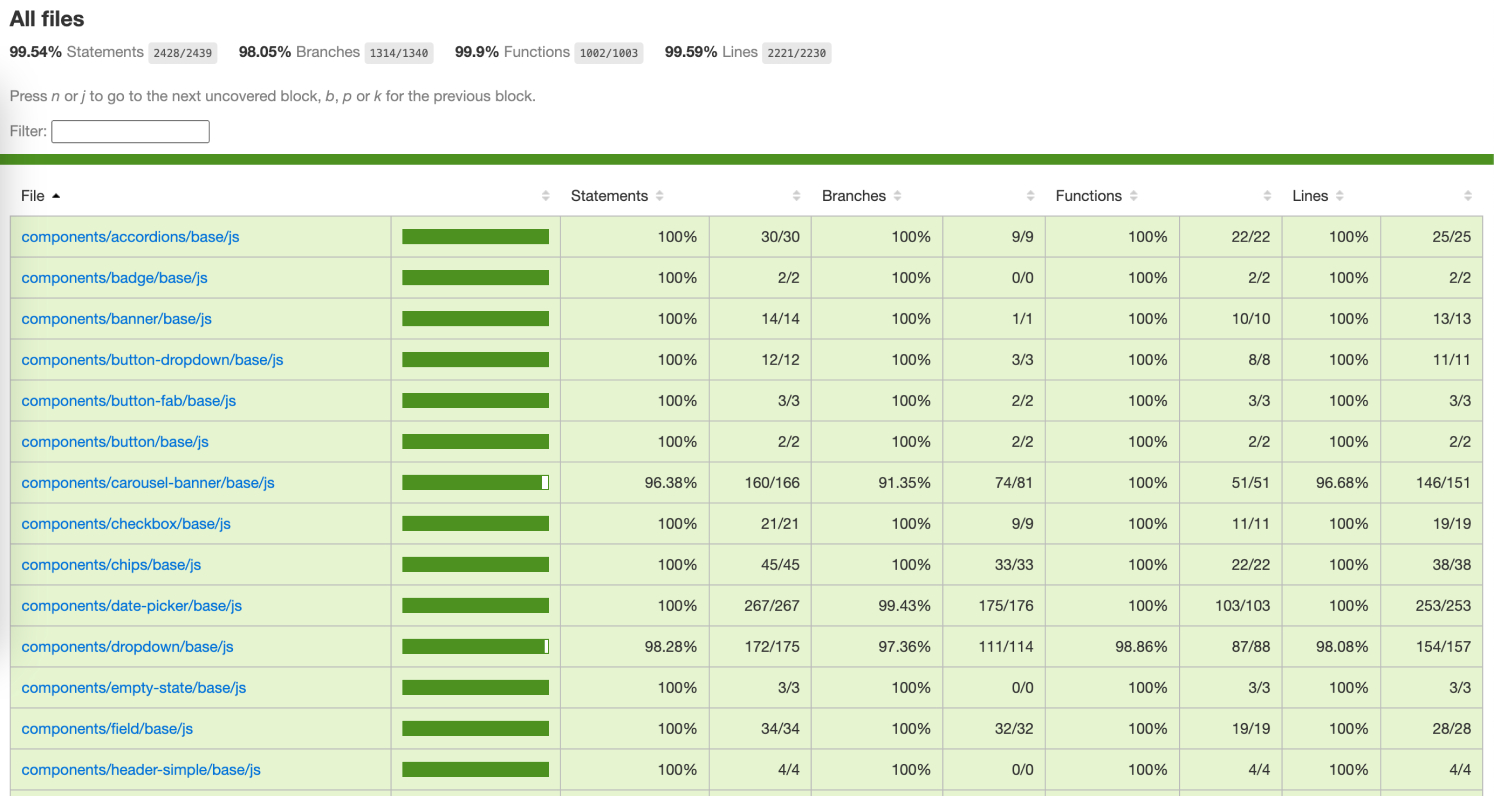 All files
99.54% Statements 2428/2439 98.05% Branches 1314/1340 99.9% Functions 1002/1003 99.59% Lines 2221/2230
Press n or j to go to the next uncovered block, b, p or k for the previous block.
Filter:
File Statements Branches Functions Lines
components/accordions/base/js 100% 30/30 100% 9/9 100% 22/22 100% 25/25
components/badge/base/js 100% 2/2 100% 0/0 100% 2/2 100% 2/2
components/banner/base/js 100% 14/14 100% 1/1 100% 10/10 100% 13/13
components/button-dropdown/base/js 100% 12/12 100% 3/3 100% 8/8 100% 11/11
components/button-fab/base/js 100% 3/3 100% 2/2 100% 3/3 100% 3/3
components/button/base/js 100% 2/2 100% 2/2 100% 2/2 100% 2/2
components/carousel-banner/base/js 96.38% 160/166 91.35% 74/81 100% 51/51 96.68% 146/151
components/checkbox/base/js 100% 21/21 100% 9/9 100% 11/11 100% 19/19
components/chips/base/js 100% 45/45 100% 33/33 100% 22/22 100% 38/38
components/date-picker/base/js 100% 267/267 99.43% 175/176 100% 103/103 100% 253/253
components/dropdown/base/js 98.28% 172/175 97.36% 111/114 98.86% 87/88 98.08% 154/157
components/empty-state/base/js 100% 3/3 100% 0/0 100% 3/3 100% 3/3
components/field/base/js 100% 34/34 100% 32/32 100% 19/19 100% 28/28
components/header-simple/base/js 100% 4/4 100% 0/0 100% 4/4 100% 4/4